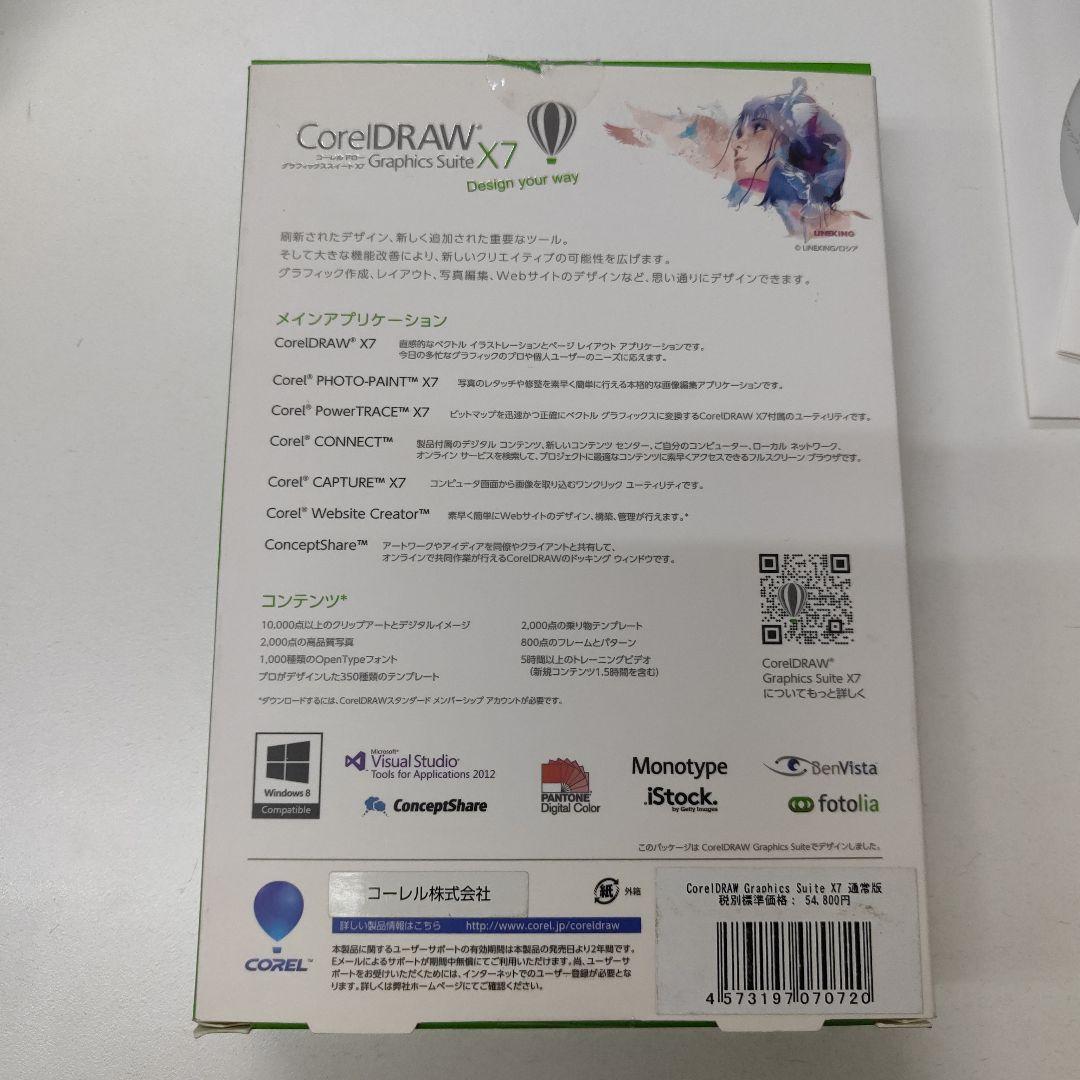 CorelDRAW®
コーレル ドロー
グラフィックススイート X7 Graphics Suite X7
Design your way
LINEKING
© LINEKING/ロシア
刷新されたデザイン、新しく追加された重要なツール。
そして大きな機能改善により、新しいクリエイティブの可能性を広げます。
グラフィック作成、レイアウト、写真編集、Webサイトのデザインなど、思い通りにデザインできます。
メインアプリケーション
CorelDRAW® X7 直感的なベクトル イラストレーションとページ レイアウト アプリケーションです。
今日の多忙なグラフィックのプロや個人ユーザーのニーズに応えます。
Corel® PHOTO-PAINT™ X7 写真のレタッチや修整を素早く簡単に行える本格的な画像編集アプリケーションです。
Corel® PowerTRACE™ X7 ビットマップを迅速かつ正確にベクトル グラフィックスに変換するCorelDRAW X7付属のユーティリティです。
Corel® CONNECT™ 製品付属のデジタル コンテンツ、新しいコンテンツ センター、ご自分のコンピューター、ローカル ネットワーク、
オンライン サービスを検索して、プロジェクトに最適なコンテンツに素早くアクセスできるフルスクリーン ブラウザです。
Corel® CAPTURE™ X7 コンピュータ画面から画像を取り込むワンクリック ユーティリティです。
Corel® Website Creator™ 素早く簡単にWebサイトのデザイン、構築、管理が行えます。*
ConceptShare™ アートワークやアイディアを同僚やクライアントと共有して、
オンラインで共同作業が行えるCorelDRAWのドッキング ウィンドウです。
コンテンツ*
10,000点以上のクリップアートとデジタルイメージ
2,000点の高品質写真
1,000種類のOpenTypeフォント
プロがデザインした350種類のテンプレート
2,000点の乗り物テンプレート
800点のフレームとパターン
5時間以上のトレーニングビデオ
(新規コンテンツ1.5時間を含む)
*ダウンロードするには、CorelDRAWスタンダード メンバーシップ アカウントが必要です。
CorelDRAW®
Graphics Suite X7
についてもっと詳しく
Windows 8
Compatible
Microsoft®
Visual Studio®
Tools for Applications 2012
ConceptShare
PANTONE®
Digital Color
Monotype
iStock.
by Getty Images
BenVista
fotolia
このパッケージは CorelDRAW Graphics Suiteでデザインしました。
COREL™
コーレル株式会社
紙 外箱
詳しい製品情報はこちら http://www.corel.jp/coreldraw
本製品に関するユーザーサポートの有効期間は本製品の発売日より2年間です。
Eメールによるサポートが期間中無償にてご利用いただけます。尚、ユーザーサ
ポートをお受けいただくためには、インターネットでのユーザー登録が必要とな
ります。詳しくは弊社ホームページにてご確認ください。
CorelDRAW Graphics Suite X7 通常版
税別標準価格： 54,800円
4 573197 070720